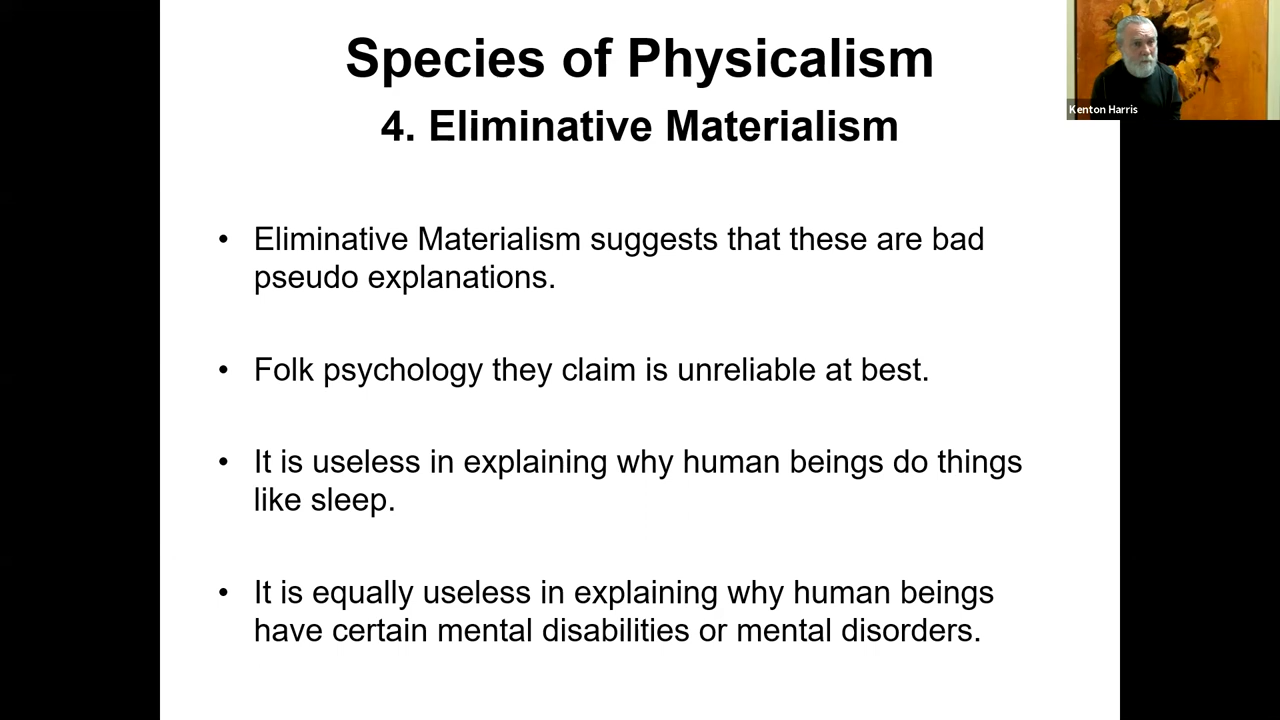 Species of Physicalism
4. Eliminative Materialism
Kenton Harris
• Eliminative Materialism suggests that these are bad
pseudo explanations.
• Folk psychology they claim is unreliable at best.
• It is useless in explaining why human beings do things
like sleep.
• It is equally useless in explaining why human beings
have certain mental disabilities or mental disorders.